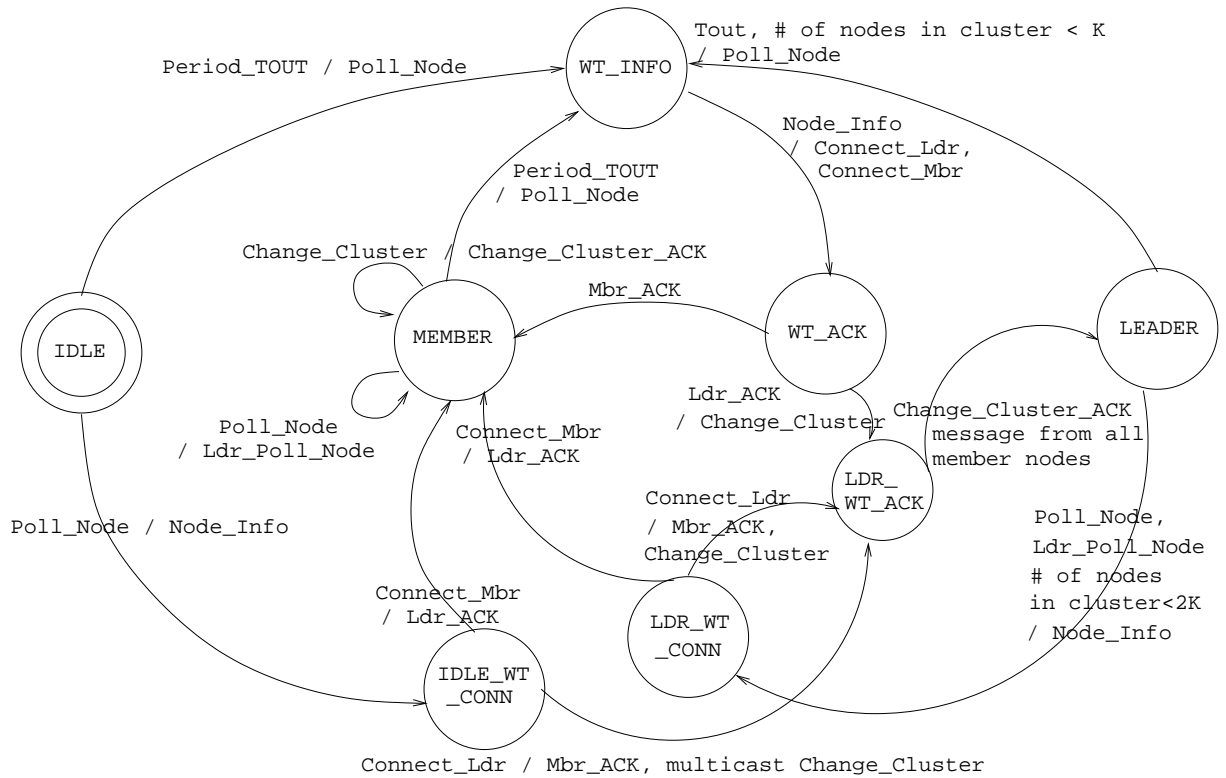 Tout, # of nodes in cluster < K
/ Poll_Node
Period_TOUT / Poll_Node
WT_INFO
Node_Info
/ Connect_Ldr,
Connect_Mbr
Period_TOUT
/ Poll_Node
Change_Cluster / Change_Cluster_ACK
Mbr_ACK
IDLE
MEMBER
WT_ACK
LEADER
Ldr_ACK
/ Change_Cluster
Change_Cluster_ACK
message from all
member nodes
Poll_Node
/ Ldr_Poll_Node
Connect_Mbr
/ Ldr_ACK
LDR_
WT_ACK
Connect_Ldr
/ Mbr_ACK,
Change_Cluster
Poll_Node / Node_Info
Poll_Node,
Ldr_Poll_Node
# of nodes
in cluster<2K
/ Node_Info
Connect_Mbr
/ Ldr_ACK
LDR_WT
_CONN
IDLE_WT
_CONN
Connect_Ldr / Mbr_ACK, multicast Change_Cluster